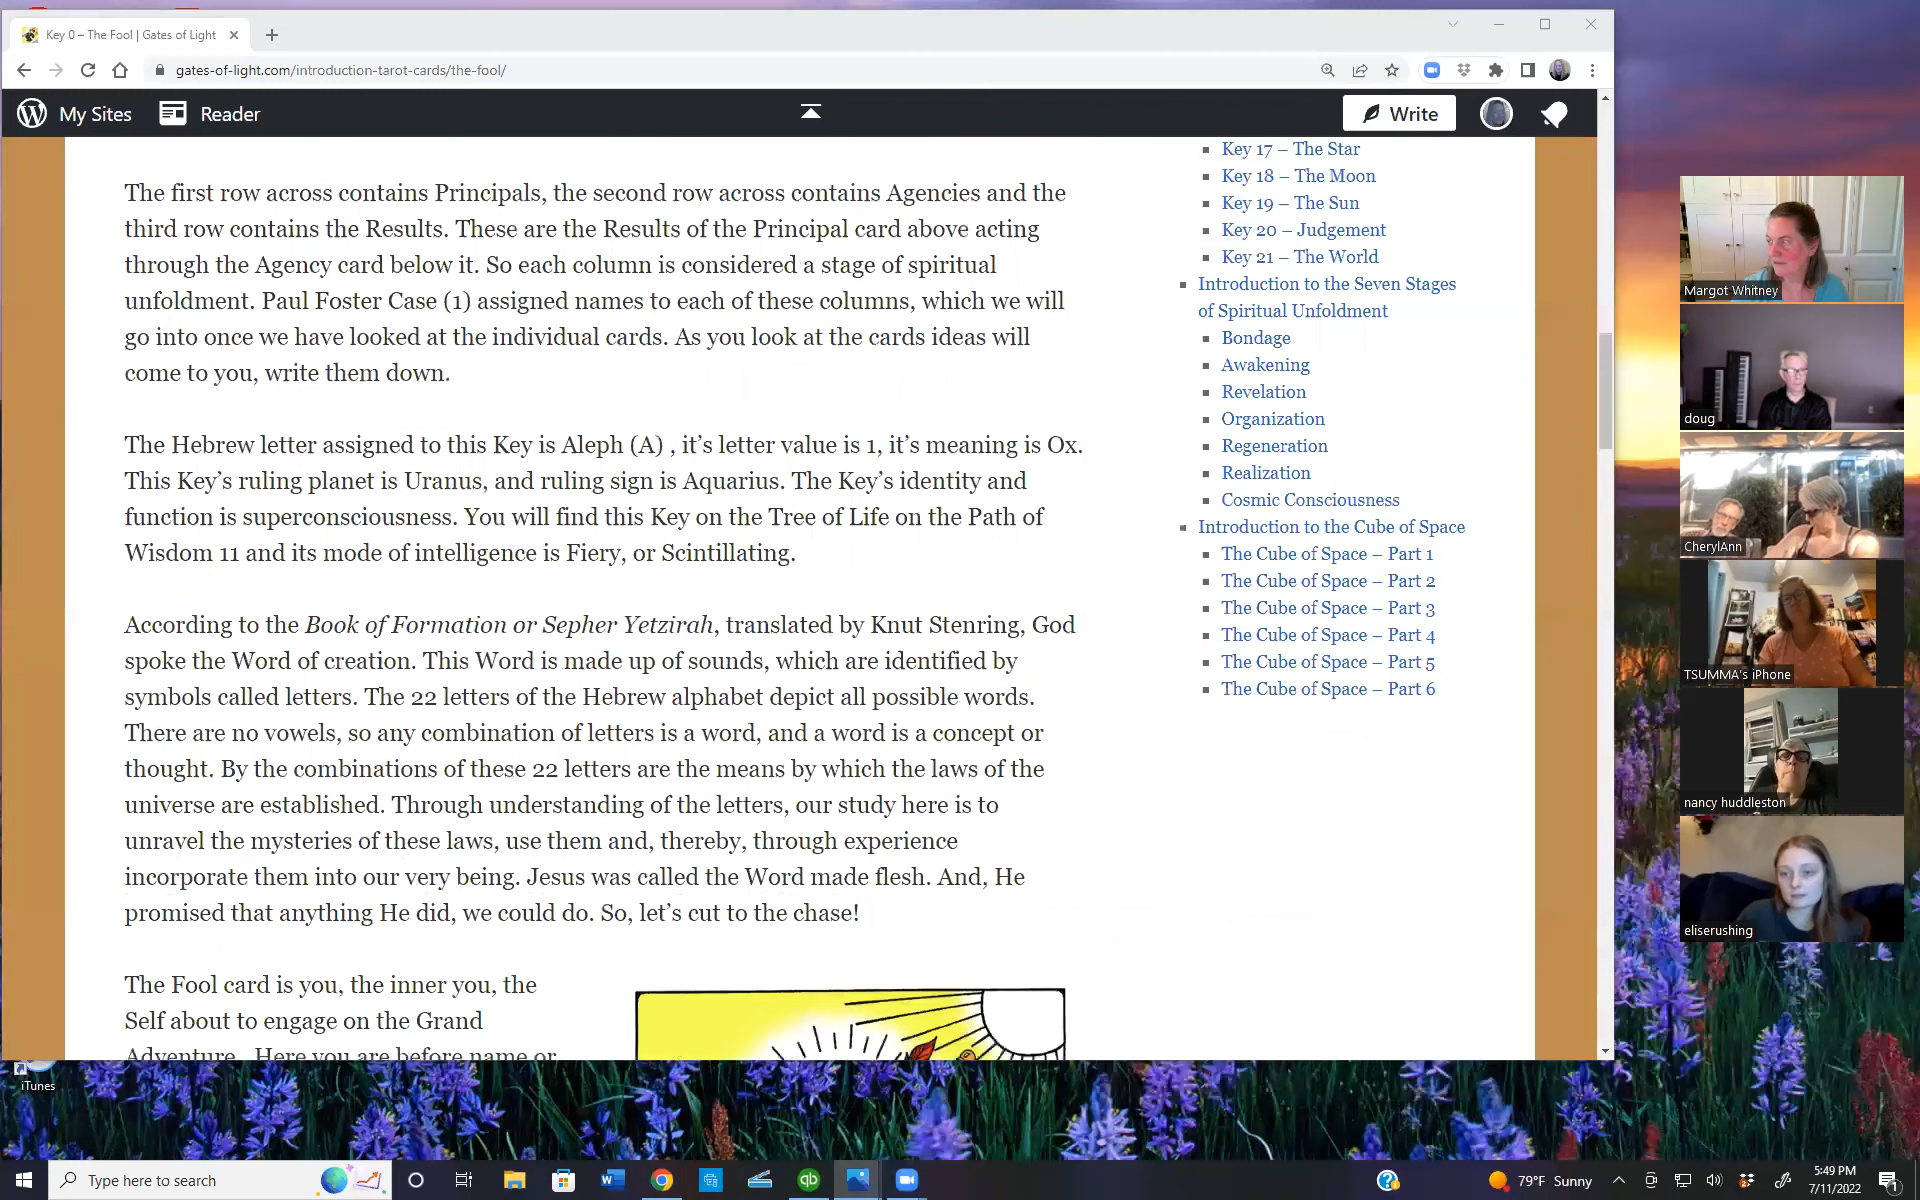 Key 0 – The Fool | Gates of Light
gates-of-light.com/introduction-tarot-cards/the-fool/
My Sites
Reader
Write
The first row across contains Principals, the second row across contains Agencies and the
third row contains the Results. These are the Results of the Principal card above acting
through the Agency card below it. So each column is considered a stage of spiritual
unfoldment. Paul Foster Case (1) assigned names to each of these columns, which we will
go into once we have looked at the individual cards. As you look at the cards ideas will
come to you, write them down.
The Hebrew letter assigned to this Key is Aleph (A) , it’s letter value is 1, it’s meaning is Ox.
This Key’s ruling planet is Uranus, and ruling sign is Aquarius. The Key’s identity and
function is superconsciousness. You will find this Key on the Tree of Life on the Path of
Wisdom 11 and its mode of intelligence is Fiery, or Scintillating.
According to the Book of Formation or Sepher Yetzirah, translated by Knut Stenring, God
spoke the Word of creation. This Word is made up of sounds, which are identified by
symbols called letters. The 22 letters of the Hebrew alphabet depict all possible words.
There are no vowels, so any combination of letters is a word, and a word is a concept or
thought. By the combinations of these 22 letters are the means by which the laws of the
universe are established. Through understanding of the letters, our study here is to
unravel the mysteries of these laws, use them and, thereby, through experience
incorporate them into our very being. Jesus was called the Word made flesh. And, He
promised that anything He did, we could do. So, let’s cut to the chase!
The Fool card is you, the inner you, the
Self about to engage on the Grand
Adventure. Here you are before name or
Key 17 – The Star
Key 18 – The Moon
Key 19 – The Sun
Key 20 – Judgement
Key 21 – The World
Introduction to the Seven Stages
of Spiritual Unfoldment
Bondage
Awakening
Revelation
Organization
Regeneration
Realization
Cosmic Consciousness
Introduction to the Cube of Space
The Cube of Space – Part 1
The Cube of Space – Part 2
The Cube of Space – Part 3
The Cube of Space – Part 4
The Cube of Space – Part 5
The Cube of Space – Part 6
Margot Whitney
doug
CherylAnn
TSUMMA's iPhone
nancy huddleston
eliserushing
iTunes
Type here to search
79°F Sunny
5:49 PM
7/11/2022
1